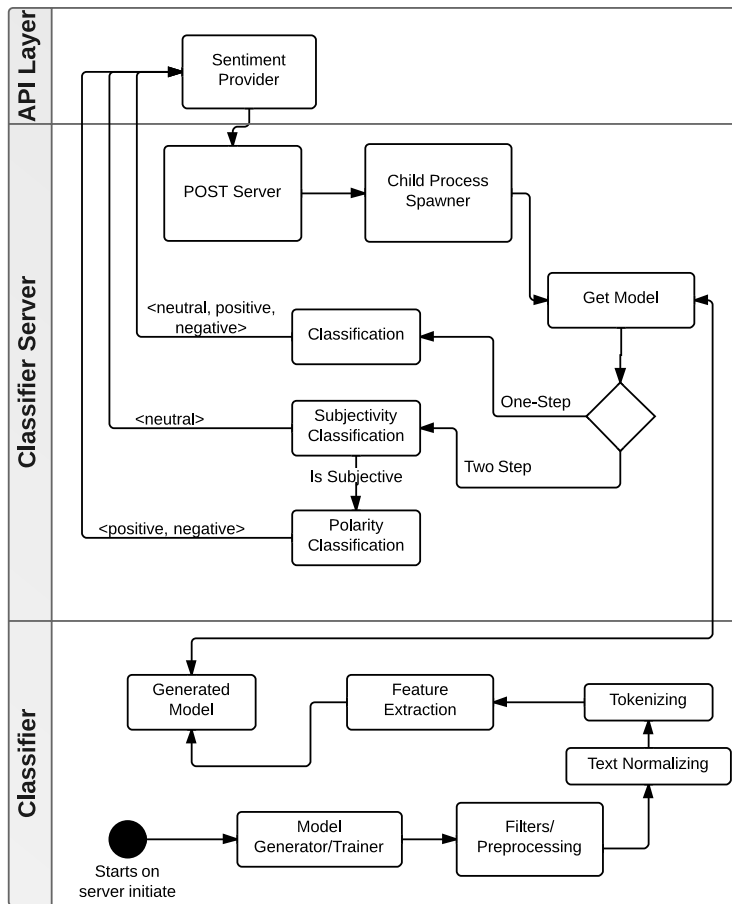 API Layer
Sentiment
Provider
Classifier Server
POST Server
Child Process
Spawner
Get Model
<neutral, positive,
negative>
Classification
One-Step
<neutral>
Subjectivity
Classification
Two Step
Is Subjective
<positive, negative>
Polarity
Classification
Classifier
Generated
Model
Feature
Extraction
Tokenizing
Text Normalizing
Starts on
server initiate
Model
Generator/Trainer
Filters/
Preprocessing